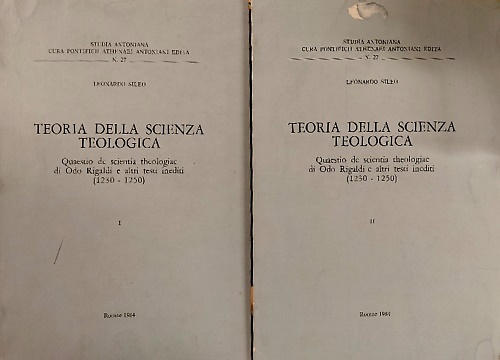 STUDIA ANTONIANA
CURA PONTIFICII ATHENAEI ANTONIANI EDITA
N. 27
LEONARDO SILEO
TEORIA DELLA SCIENZA
TEOLOGICA
Quaestio de scientia theologiae
di Odo Rigaldi e altri testi inediti
(1230 - 1250)
I
Romae 1984
STUDIA ANTONIANA
CURA PONTIFICII ATHENAEI ANTONIANI EDITA
N. 27
LEONARDO SILEO
TEORIA DELLA SCIENZA
TEOLOGICA
Quaestio de scientia theologiae
di Odo Rigaldi e altri testi inediti
(1230 - 1250)
II
Romae 1984